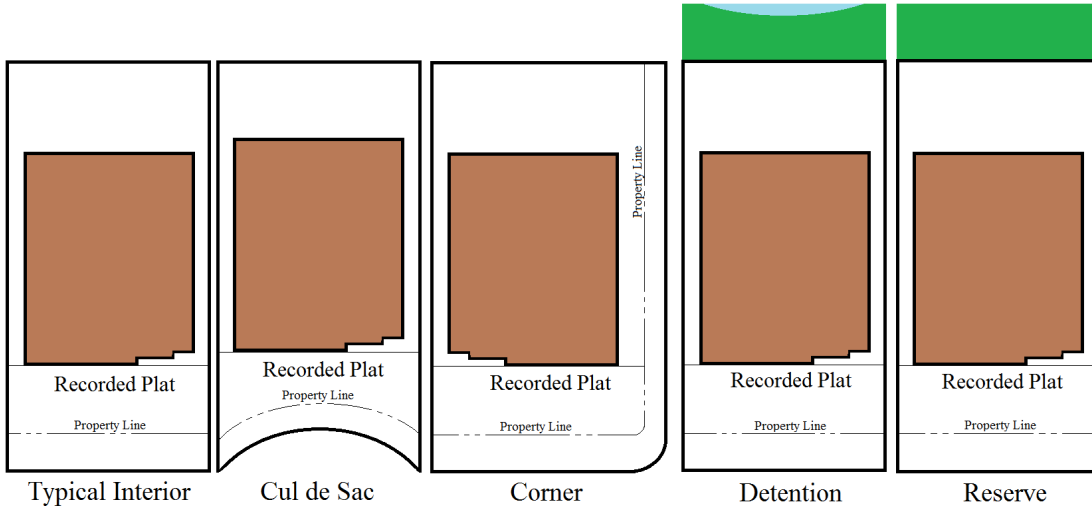 Property Line
Recorded Plat
Recorded Plat
Recorded Plat
Recorded Plat
Recorded Plat
Property Line
Property Line
Property Line
Property Line
Property Line
Typical Interior
Cul de Sac
Corner
Detention
Reserve